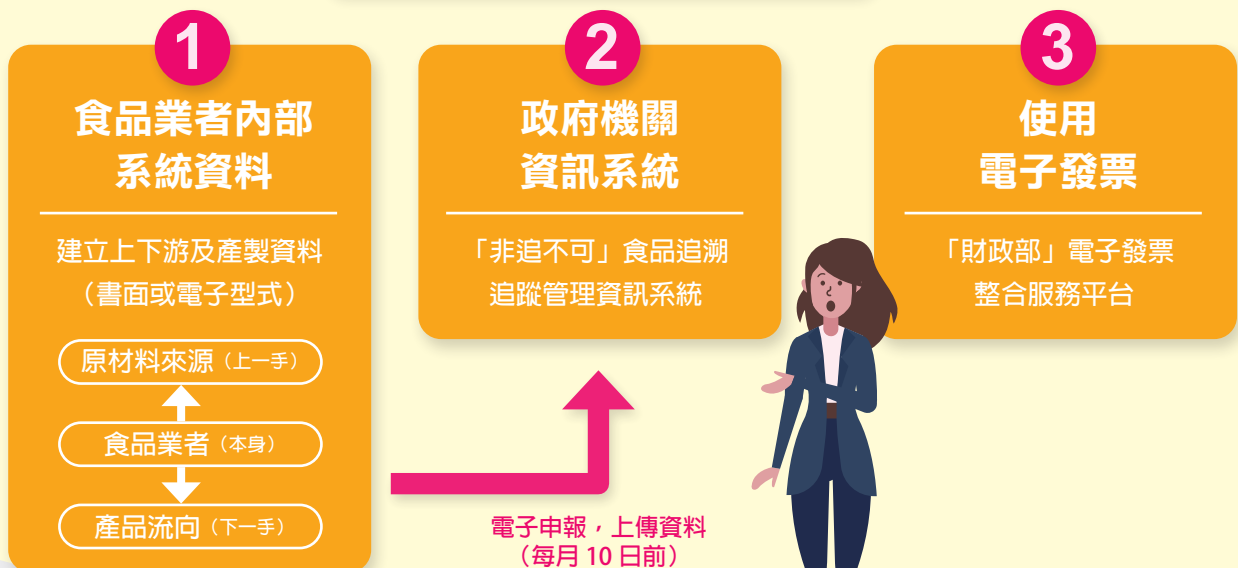 1
食品業者內部
系統資料
建立上下游及產製資料
（書面或電子型式）
原材料來源（上一手）
食品業者（本身）
產品流向（下一手）
2
政府機關
資訊系統
「非追不可」食品追溯
追蹤管理資訊系統
電子申報，上傳資料
（每月 10 日前）
3
使用
電子發票
「財政部」電子發票
整合服務平台